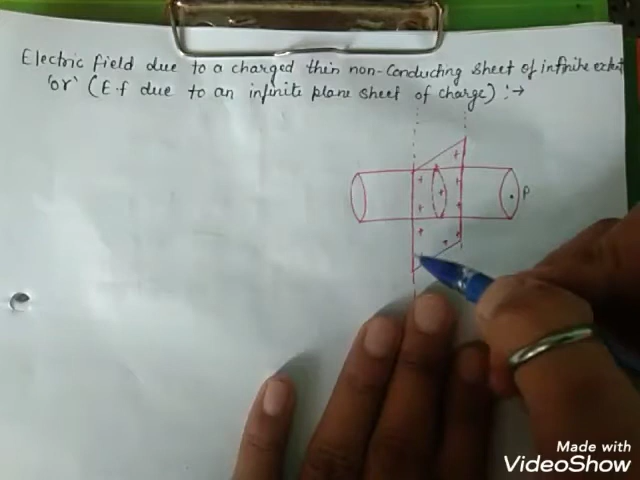 Electric field due to a charged thin non-Conducting sheet of infinite extent
'or' (E.f due to an infinite plane sheet of charge) :→
P
Made with
VideoShow